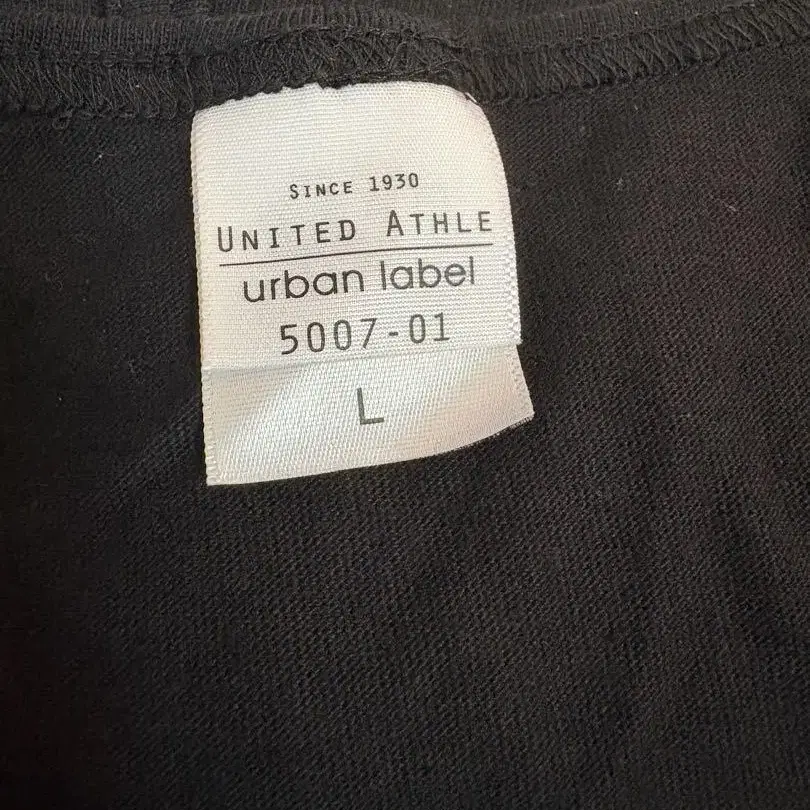 SINCE 1930
UNITED ATHLE
urban label
5007-01
L